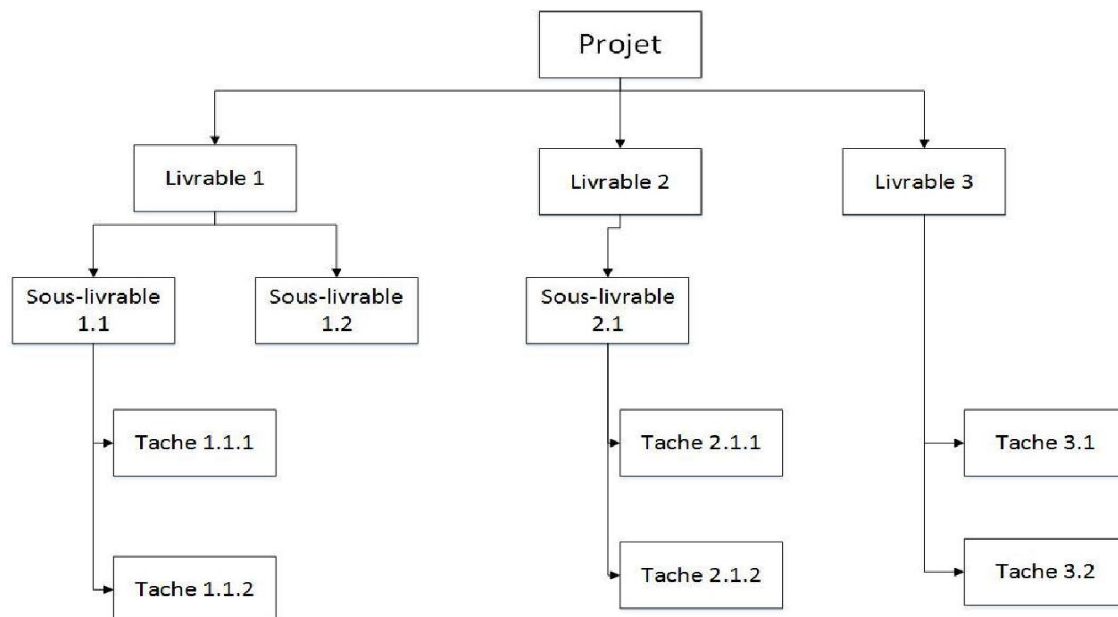 Projet
Livrable 1
Livrable 2
Livrable 3
Sous-livrable
1.1
Sous-livrable
1.2
Sous-livrable
2.1
Tache 1.1.1
Tache 2.1.1
Tache 3.1
Tache 1.1.2
Tache 2.1.2
Tache 3.2